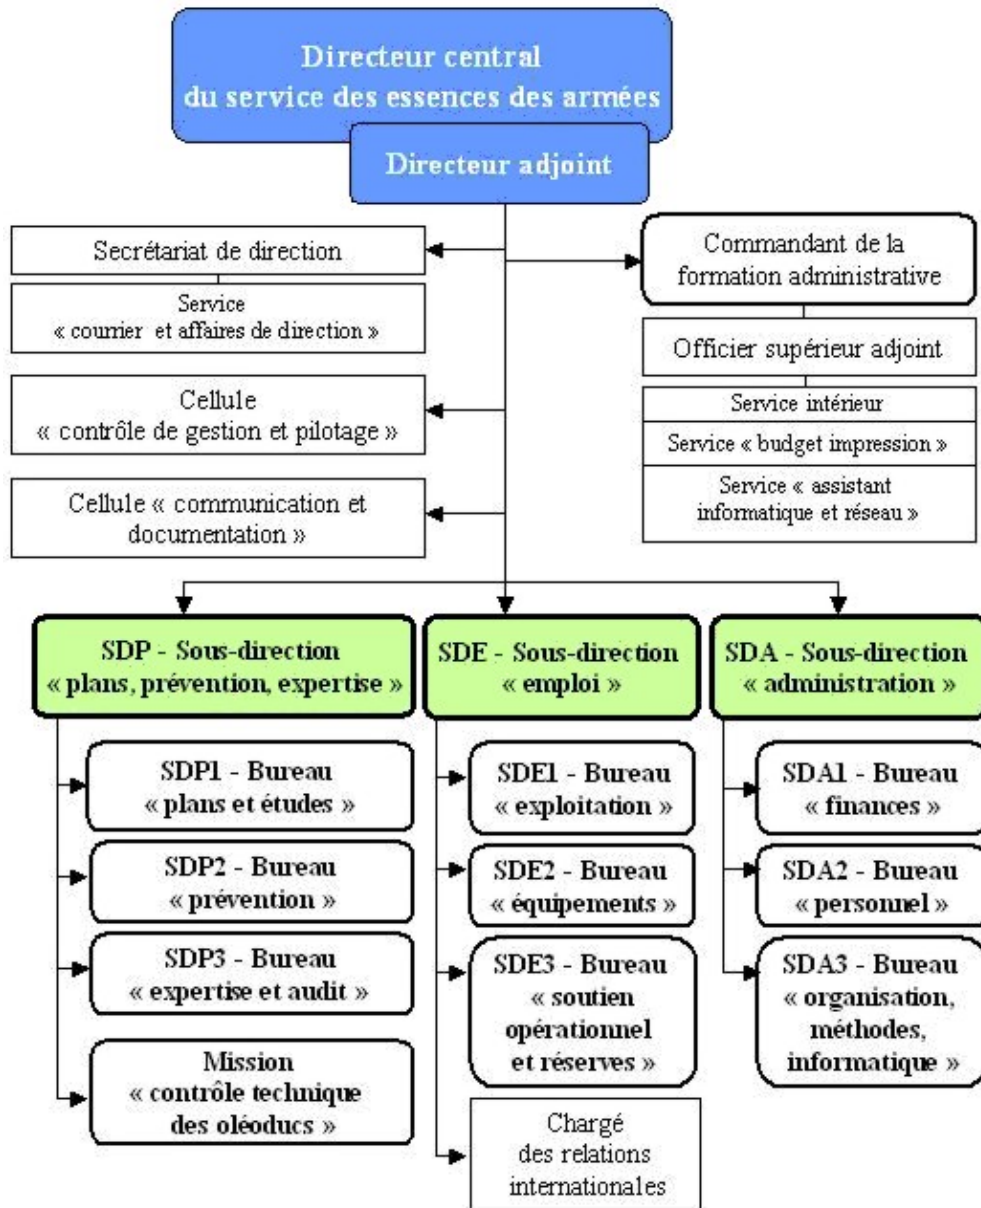 Directeur central
du service des essences des armées
Directeur adjoint
Secrétariat de direction
Service
« courrier et affaires de direction »
Cellule
« contrôle de gestion et pilotage »
Cellule « communication et
documentation »
Commandant de la
formation administrative
Officier supérieur adjoint
Service intérieur
Service « budget impression »
Service « assistant
informatique et réseau »
SDP - Sous-direction
« plans, prévention, expertise »
SDP1 - Bureau
« plans et études »
SDP2 - Bureau
« prévention »
SDP3 - Bureau
« expertise et audit »
Mission
« contrôle technique
des oléoducs »
SDE - Sous-direction
« emploi »
SDE1 - Bureau
« exploitation »
SDE2 - Bureau
« équipements »
SDE3 - Bureau
« soutien
opérationnel
et réserves »
Chargé
des relations
internationales
SDA - Sous-direction
« administration »
SDA1 - Bureau
« finances »
SDA2 - Bureau
« personnel »
SDA3 - Bureau
« organisation,
méthodes,
informatique »